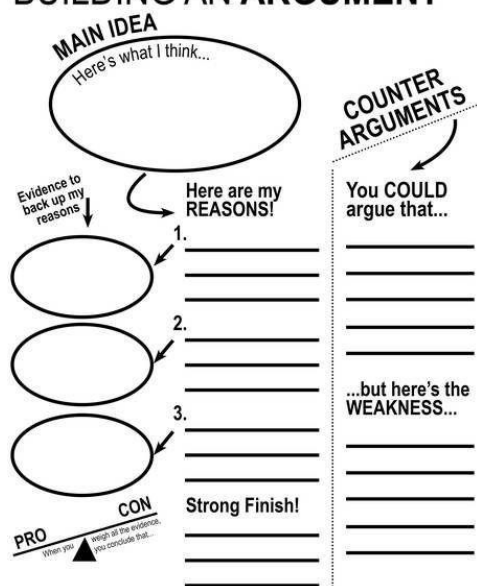 BUILDING AN ARGUMENT
MAIN IDEA
Here's what I think...
Evidence to
back up my
reasons
Here are my
REASONS!
1.
2.
3.
Strong Finish!
PRO
CON
When you weigh all the evidence,
you conclude that...
COUNTER
ARGUMENTS
You COULD
argue that...
...but here's the
WEAKNESS...